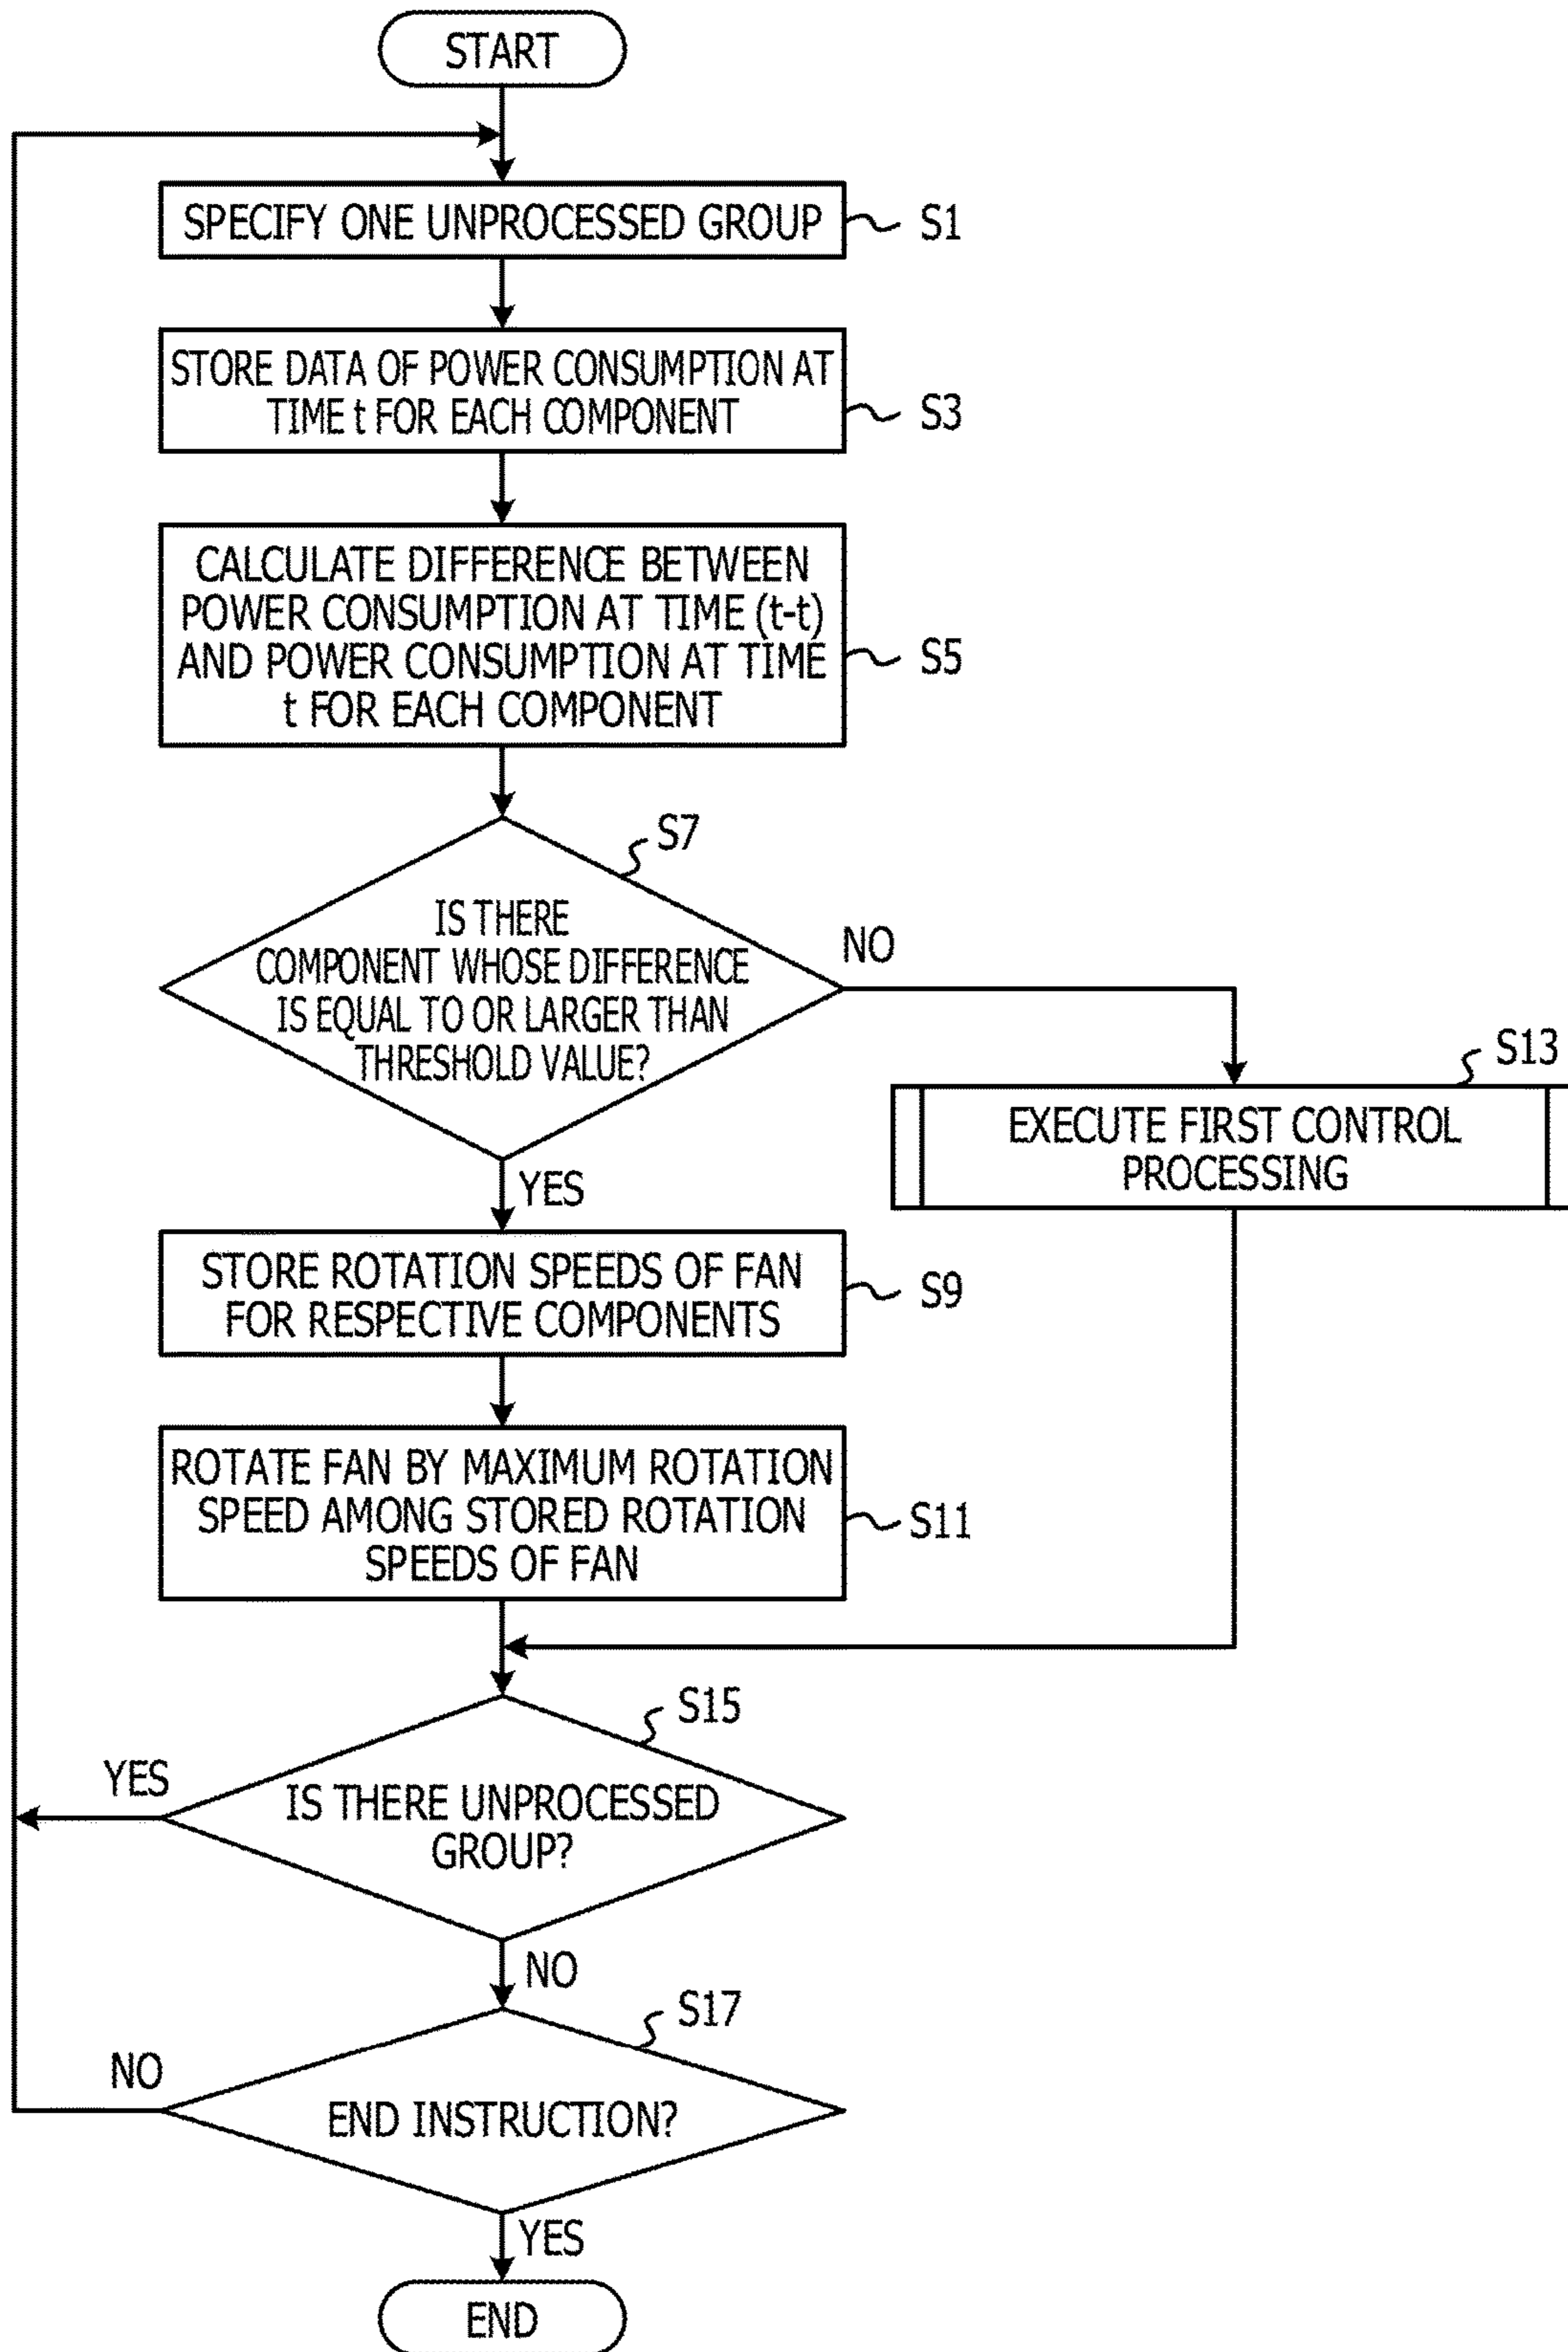 START
SPECIFY ONE UNPROCESSED GROUP
S1
STORE DATA OF POWER CONSUMPTION AT
TIME t FOR EACH COMPONENT
S3
CALCULATE DIFFERENCE BETWEEN
POWER CONSUMPTION AT TIME (t-t)
AND POWER CONSUMPTION AT TIME
t FOR EACH COMPONENT
S5
S7
IS THERE
COMPONENT WHOSE DIFFERENCE
IS EQUAL TO OR LARGER THAN
THRESHOLD VALUE?
NO
S13
EXECUTE FIRST CONTROL
PROCESSING
YES
STORE ROTATION SPEEDS OF FAN
FOR RESPECTIVE COMPONENTS
S9
ROTATE FAN BY MAXIMUM ROTATION
SPEED AMONG STORED ROTATION
SPEEDS OF FAN
S11
S15
YES
IS THERE UNPROCESSED
GROUP?
NO
S17
NO
END INSTRUCTION?
YES
END